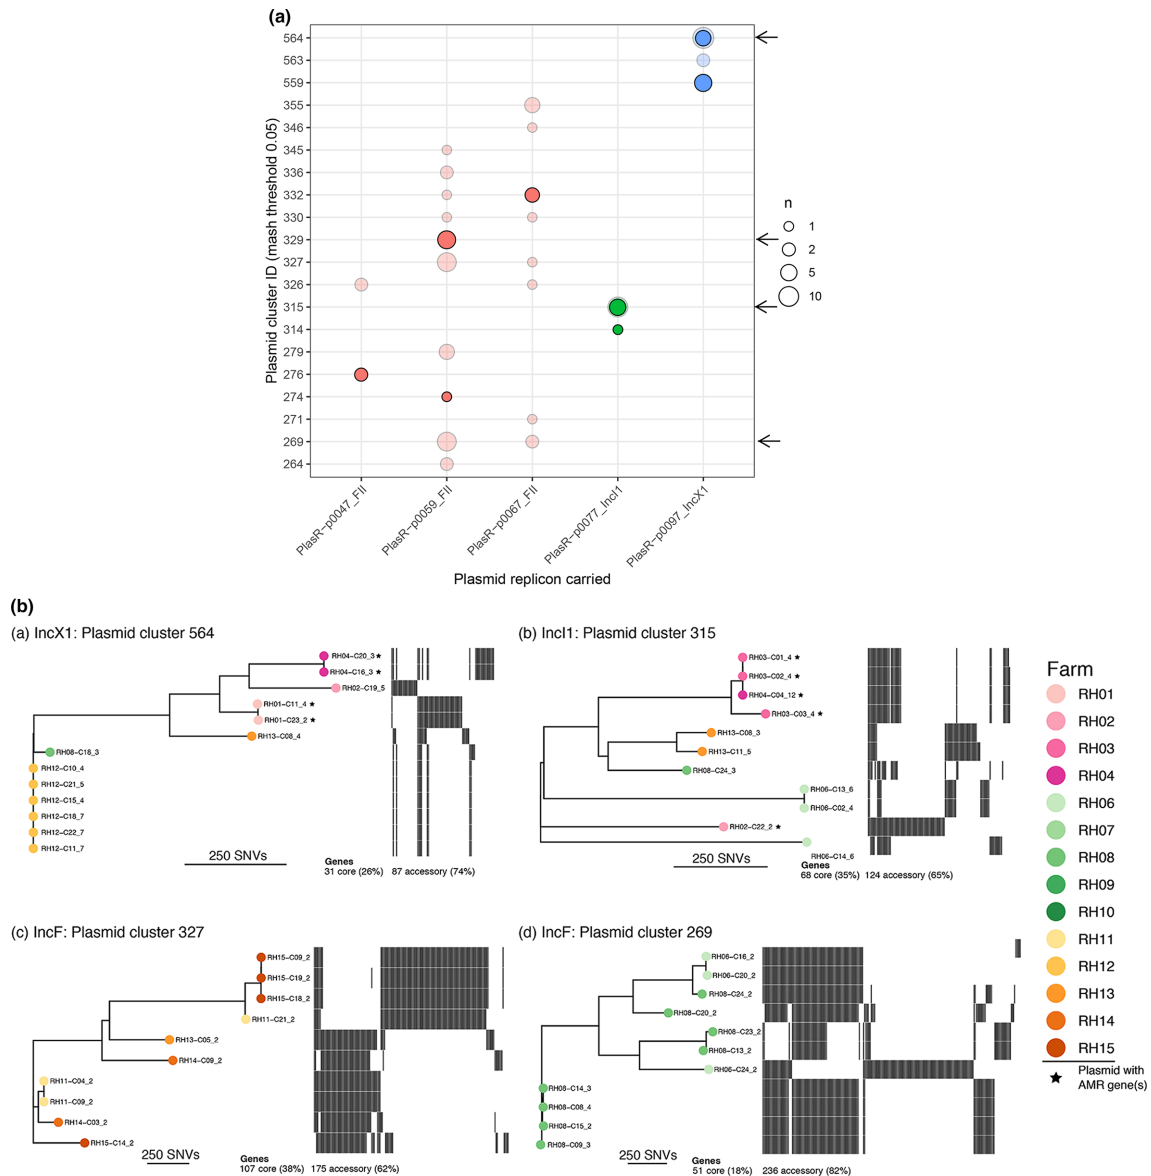 (a)
Plasmid cluster ID (mash threshold 0.05)
564
563
559
355
346
345
336
332
330
329
327
326
315
314
279
276
274
271
269
264
n
1
2
5
10
PlasR-p0047_FII
PlasR-p0059_FII
PlasR-p0067_FII
PlasR-p0077_IncI1
PlasR-p0097_IncX1
Plasmid replicon carried
(b)
(a) IncX1: Plasmid cluster 564
RH04-C20_3★
RH04-C16_3★
RH02-C19_5
RH01-C11_4★
RH01-C23_2★
RH13-C08_4
RH08-C18_3
RH12-C10_4
RH12-C21_5
RH12-C15_4
RH12-C18_7
RH12-C22_7
RH12-C11_7
250 SNVs
Genes
31 core (26%) 87 accessory (74%)
(b) IncI1: Plasmid cluster 315
RH03-C01_4★
RH03-C02_4★
RH04-C04_12★
RH03-C03_4★
RH13-C08_3
RH13-C11_5
RH08-C24_3
RH06-C13_6
RH06-C02_4
RH02-C22_2★
RH06-C14_6
250 SNVs
Genes
68 core (35%) 124 accessory (65%)
(c) IncF: Plasmid cluster 327
RH15-C09_2
RH15-C19_2
RH15-C18_2
RH11-C21_2
RH13-C05_2
RH14-C09_2
RH11-C04_2
RH11-C09_2
RH14-C03_2
RH15-C14_2
250 SNVs
Genes
107 core (38%) 175 accessory (62%)
(d) IncF: Plasmid cluster 269
RH06-C16_2
RH06-C20_2
RH08-C24_2
RH08-C20_2
RH08-C23_2
RH08-C13_2
RH06-C24_2
RH08-C14_3
RH08-C08_4
RH08-C15_2
RH08-C09_3
250 SNVs
Genes
51 core (18%) 236 accessory (82%)
Farm
RH01
RH02
RH03
RH04
RH06
RH07
RH08
RH09
RH10
RH11
RH12
RH13
RH14
RH15
★ Plasmid with
AMR gene(s)